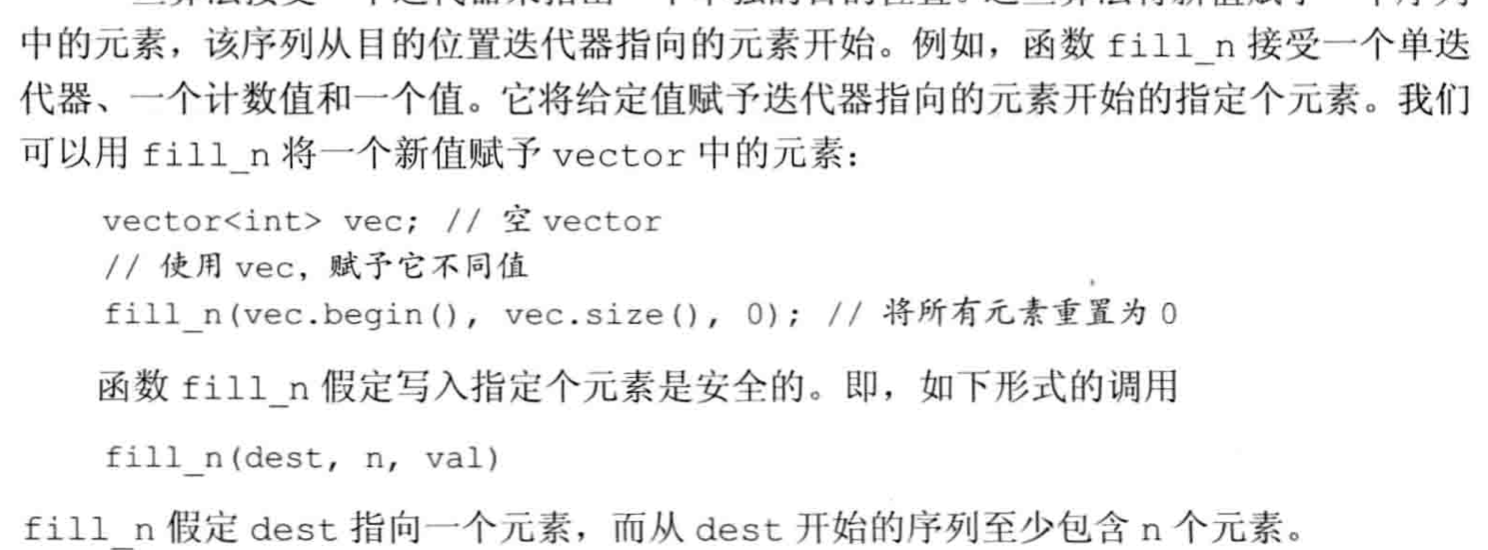 中的元素，该序列从目的位置迭代器指向的元素开始。例如，函数 fill_n 接受一个单迭
代器、一个计数值和一个值。它将给定值赋予迭代器指向的元素开始的指定个元素。我们
可以用 fill_n 将一个新值赋予 vector 中的元素：
vector<int> vec; // 空 vector
// 使用 vec，赋予它不同值
fill_n(vec.begin(), vec.size(), 0); // 将所有元素重置为 0
函数 fill_n 假定写入指定个元素是安全的。即，如下形式的调用
fill_n(dest, n, val)
fill_n 假定 dest 指向一个元素，而从 dest 开始的序列至少包含 n 个元素。